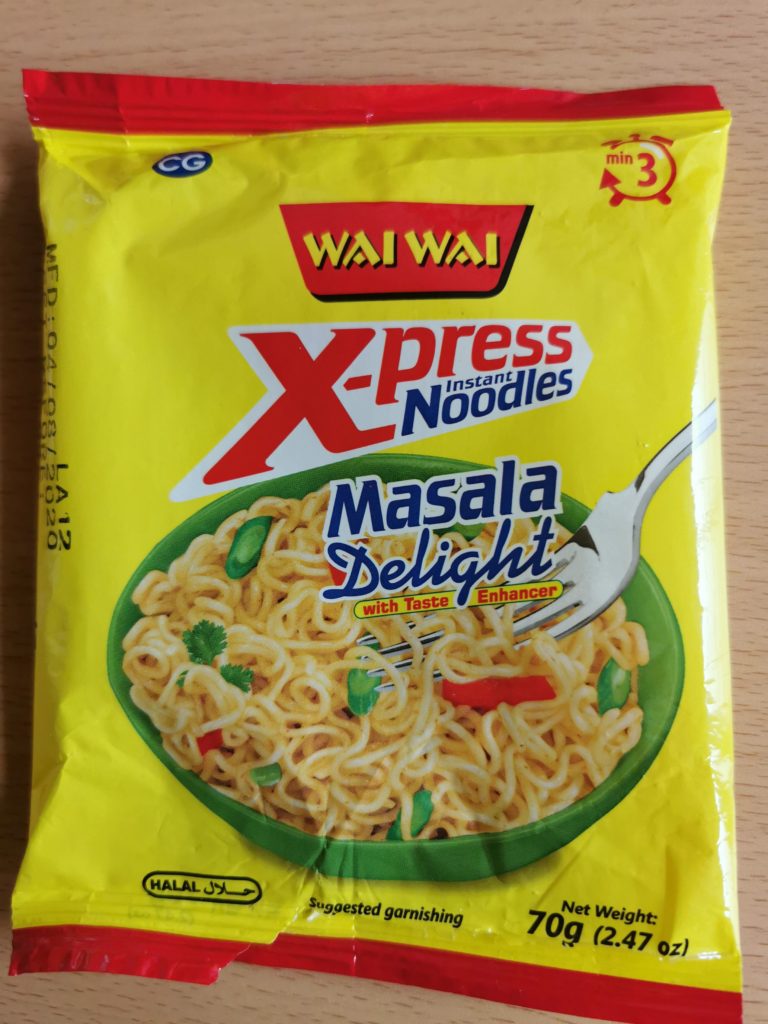 CG
min 3
WAI WAI
X-press
Instant
Noodles
Masala
Delight
with Taste Enhancer
MFD:04/08/2020
LA 12
HALAL حلال
Suggested garnishing
Net Weight:
70g (2.47 oz)